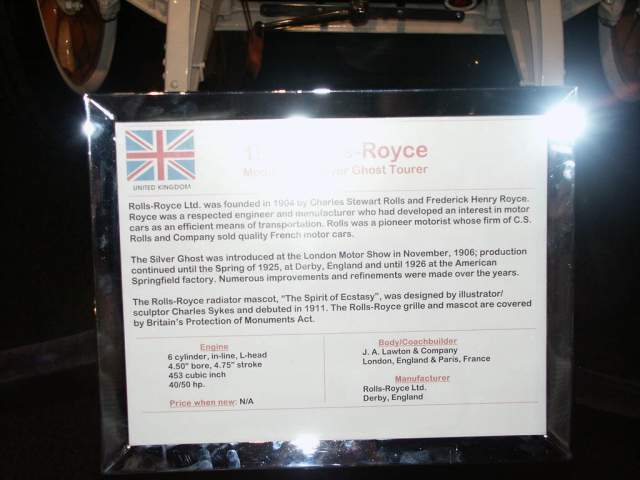 Royce
Ghost Tourer
UNITED KINGDOM
Rolls-Royce Ltd. was founded in 1904 by Charles Stewart Rolls and Frederick Henry Royce.
Royce was a respected engineer and manufacturer who had developed an interest in motor
cars as an efficient means of transportation. Rolls was a pioneer motorist whose firm of C.S.
Rolls and Company sold quality French motor cars.
The Silver Ghost was introduced at the London Motor Show in November, 1906; production
continued until the Spring of 1925, at Derby, England and until 1926 at the American
Springfield factory. Numerous improvements and refinements were made over the years.
The Rolls-Royce radiator mascot, “The Spirit of Ecstasy”, was designed by illustrator/
sculptor Charles Sykes and debuted in 1911. The Rolls-Royce grille and mascot are covered
by Britain's Protection of Monuments Act.
Engine
6 cylinder, in-line, L-head
4.50" bore, 4.75" stroke
453 cubic inch
40/50 hp.
Price when new: N/A
Body/Coachbuilder
J. A. Lawton & Company
London, England & Paris, France
Manufacturer
Rolls-Royce Ltd.
Derby, England